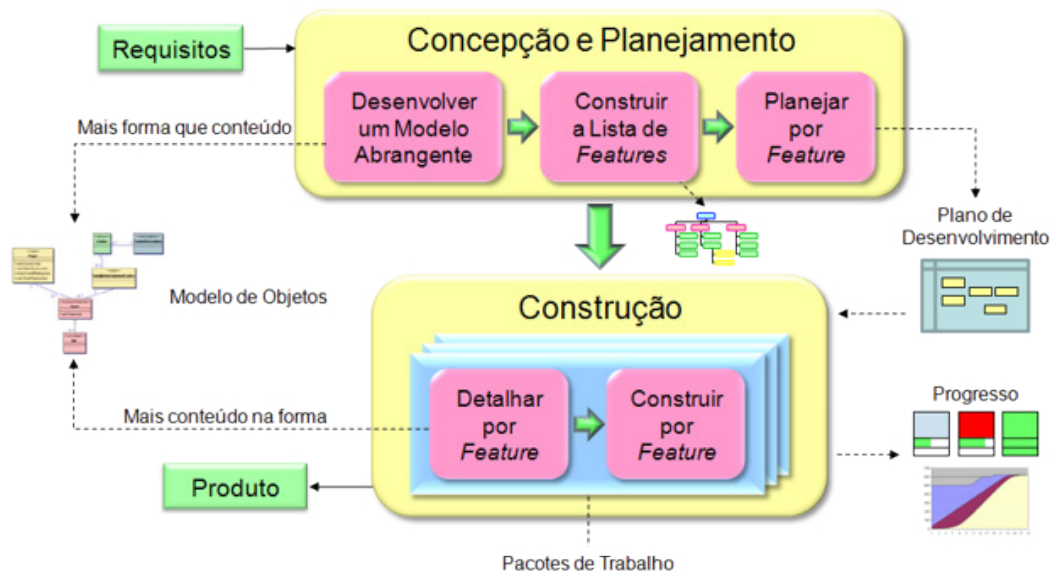 Requisitos
Concepção e Planejamento
Desenvolver
um Modelo
Abrangente
Construir
a Lista de
Features
Planejar
por
Feature
Mais forma que conteúdo
Plano de
Desenvolvimento
Modelo de Objetos
Construção
Detalhar
por
Feature
Construir
por
Feature
Mais conteúdo na forma
Progresso
Produto
Pacotes de Trabalho